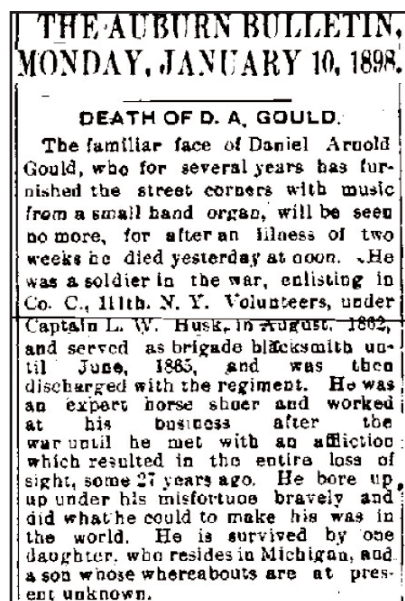 THE AUBURN BULLETIN,
MONDAY, JANUARY 10, 1898.
DEATH OF D. A. GOULD.
The familiar face of Daniel Arnold
Gould, who for several years has fur-
nished the street corners with music
from a small hand organ, will be seen
no more, for after an illness of two
weeks he died yesterday at noon. He
was a soldier in the war, enlisting in
Co. C., 111th. N. Y. Volunteers, under
Captain L. W. Husk, in August, 1862,
and served as brigade blacksmith un-
til June, 1865, and was then
discharged with the regiment. He was
an expert horse shoer and worked
at his business after the
war until he met with an affliction
which resulted in the entire loss of
sight, some 27 years ago. He bore up
up under his misfortune bravely and
did what he could to make his was in
the world. He is survived by one
daughter, who resides in Michigan, and
a son whose whereabouts are at pres-
ent unknown.